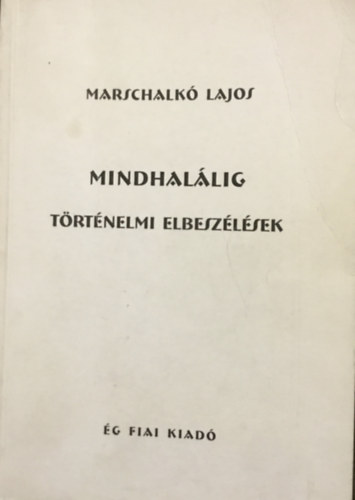 MARSCHALKÓ LAJOS
MINDHALÁLIG
TÖRTÉNELMI ELBESZÉLÉSEK
ÉG FIAI KIADÓ